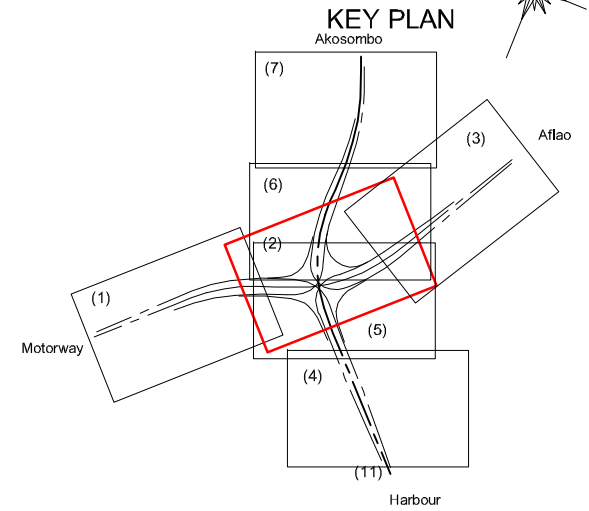 KEY PLAN
Akosombo
(7)
(3)
Aflao
(6)
(2)
(1)
(5)
Motorway
(4)
(11)
Harbour